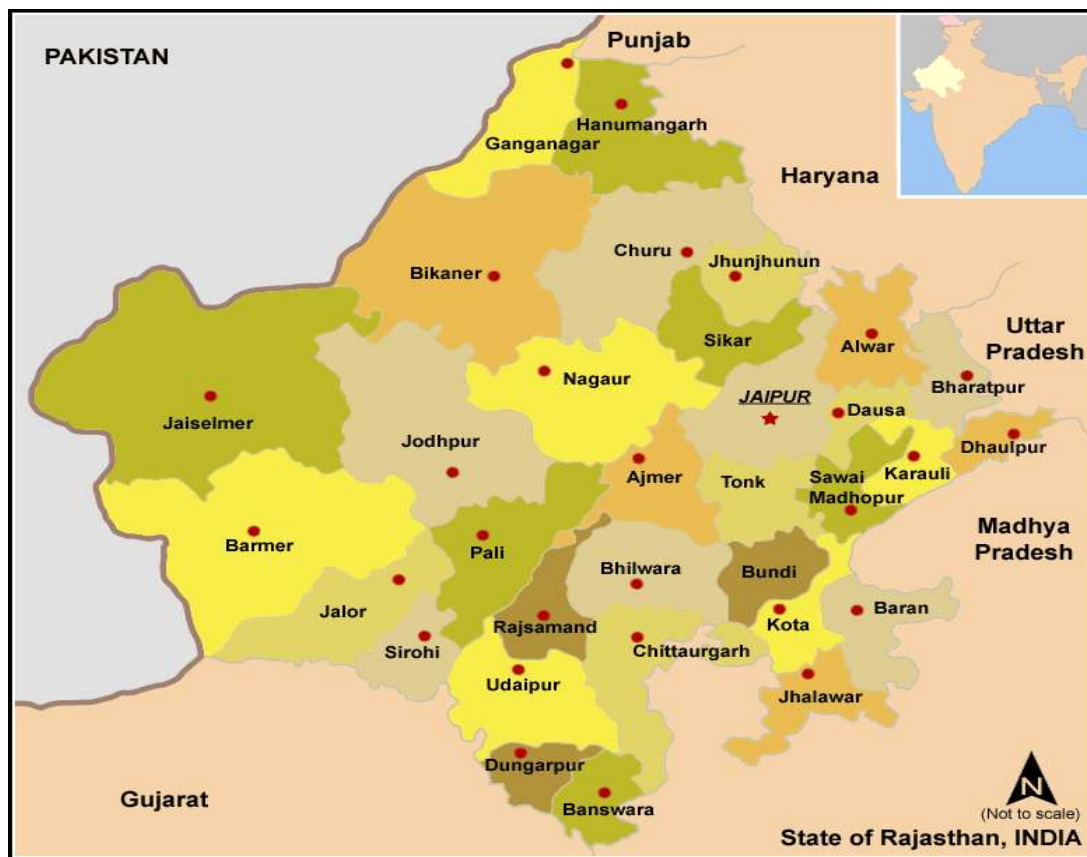 PAKISTAN
Punjab
Hanumangarh
Ganganagar
Haryana
Churu
Jhunjhunun
Bikaner
Sikar
Alwar
Uttar
Pradesh
Nagaur
Bharatpur
JAIPUR
Jaiselmer
Dausa
Jodhpur
Dhaulpur
Ajmer
Tonk
Sawai
Madhopur
Karauli
Madhya
Pradesh
Barmer
Pali
Bhilwara
Bundi
Jalor
Rajsamand
Kota
Baran
Sirohi
Chittaurgarh
Udaipur
Jhalawar
Dungarpur
Gujarat
Banswara
N
(Not to scale)
State of Rajasthan, INDIA